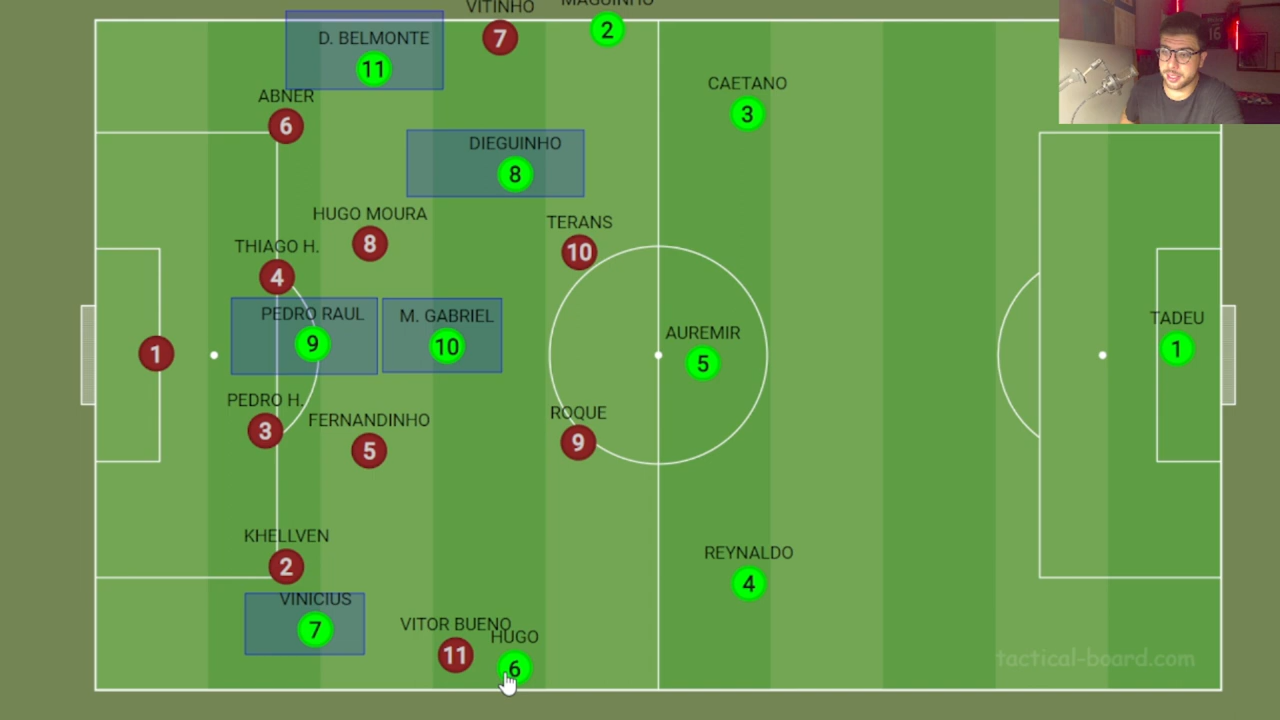 VITINHO
7
MAGUINHO
2
D. BELMONTE
11
16
ABNER
6
CAETANO
3
DIEGUINHO
8
HUGO MOURA
8
TERANS
10
THIAGO H.
4
PEDRO RAUL
9
M. GABRIEL
10
AUREMIR
5
TADEU
1
1
PEDRO H.
3
FERNANDINHO
5
ROQUE
9
KHELLVEN
2
REYNALDO
4
VINICIUS
7
VITOR BUENO
11
HUGO
6
tactical-board.com